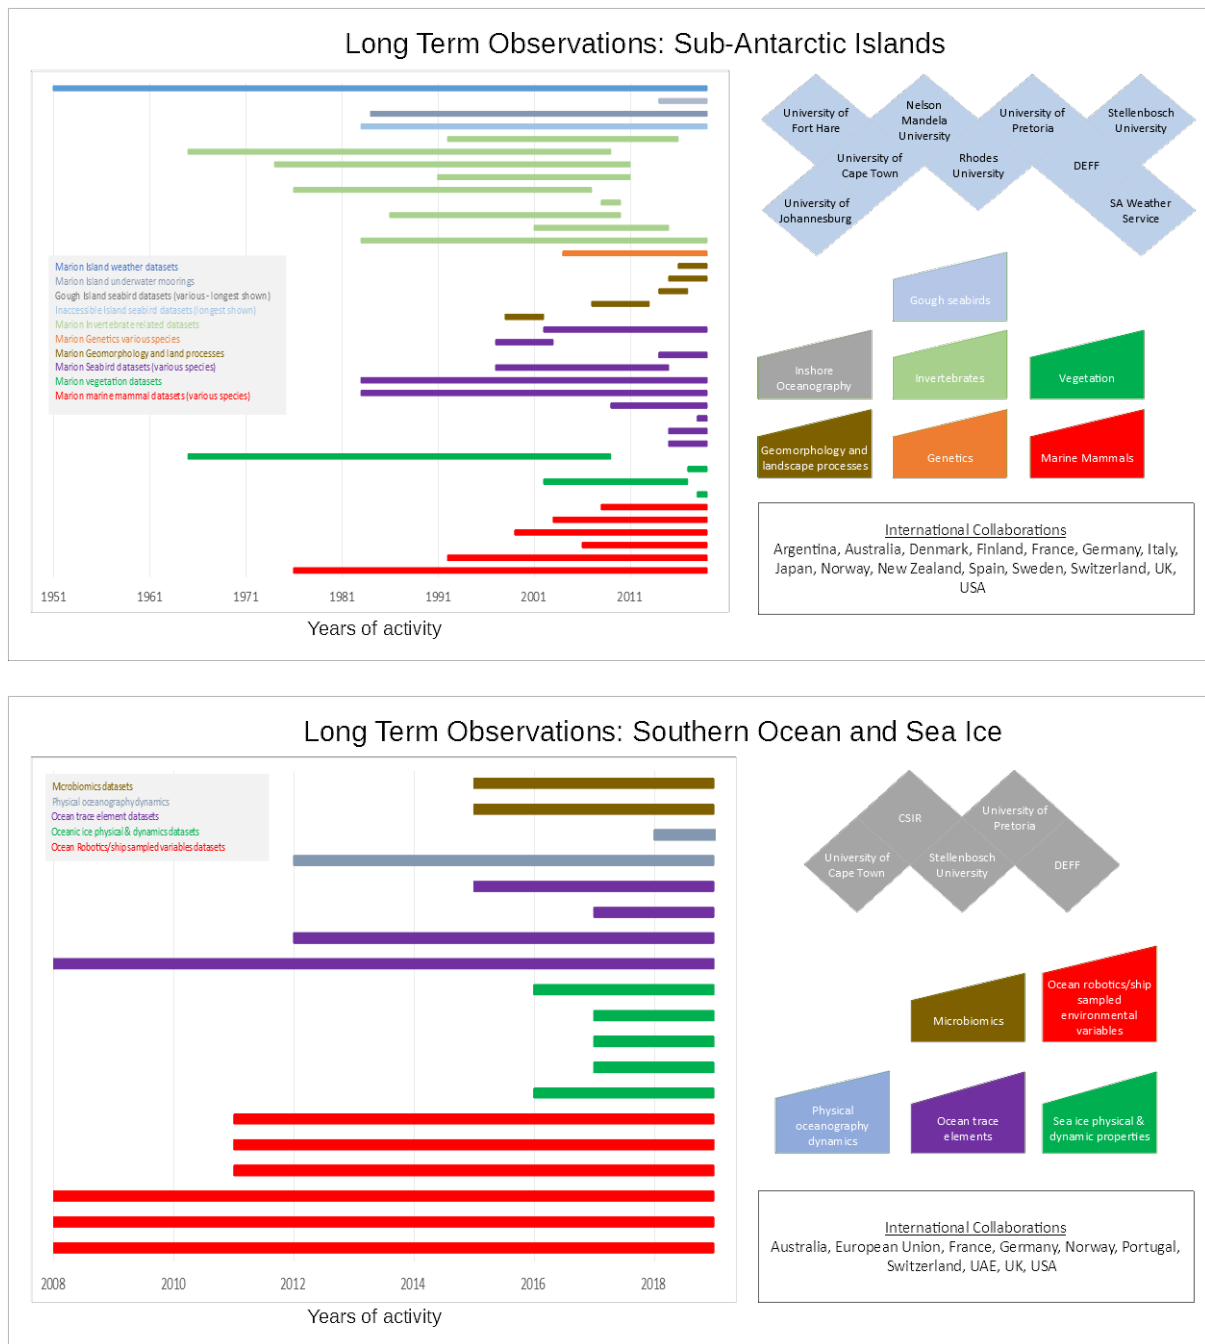 Long Term Observations: Sub-Antarctic Islands
Marion Island weather datasets
Marion Island underwater moorings
Gough Island seabird datasets (various - longest shown)
Inaccessible Island seabird datasets (longest shown)
Marion Invertebrate related datasets
Marion Genetics various species
Marion Geomorphology and land processes
Marion Seabird datasets (various species)
Marion vegetation datasets
Marion marine mammal datasets (various species)
1951 1961 1971 1981 1991 2001 2011
Years of activity
University of
Fort Hare
Nelson
Mandela
University
University of
Pretoria
Stellenbosch
University
University of
Cape Town
Rhodes
University
DEFF
University of
Johannesburg
SA Weather
Service
Gough seabirds
Inshore
Oceanography
Invertebrates
Vegetation
Geomorphology and
landscape processes
Genetics
Marine Mammals
International Collaborations
Argentina, Australia, Denmark, Finland, France, Germany, Italy,
Japan, Norway, New Zealand, Spain, Sweden, Switzerland, UK,
USA
Long Term Observations: Southern Ocean and Sea Ice
Microbiomics datasets
Physical oceanography dynamics
Ocean trace element datasets
Oceanic ice physical & dynamics datasets
Ocean Robotics/ship sampled variables datasets
2008 2010 2012 2014 2016 2018
Years of activity
CSIR
University of
Pretoria
University of
Cape Town
Stellenbosch
University
DEFF
Microbiomics
Ocean robotics/ship
sampled
environmental
variables
Physical
oceanography
dynamics
Ocean trace
elements
Sea ice physical &
dynamic properties
International Collaborations
Australia, European Union, France, Germany, Norway, Portugal,
Switzerland, UAE, UK, USA